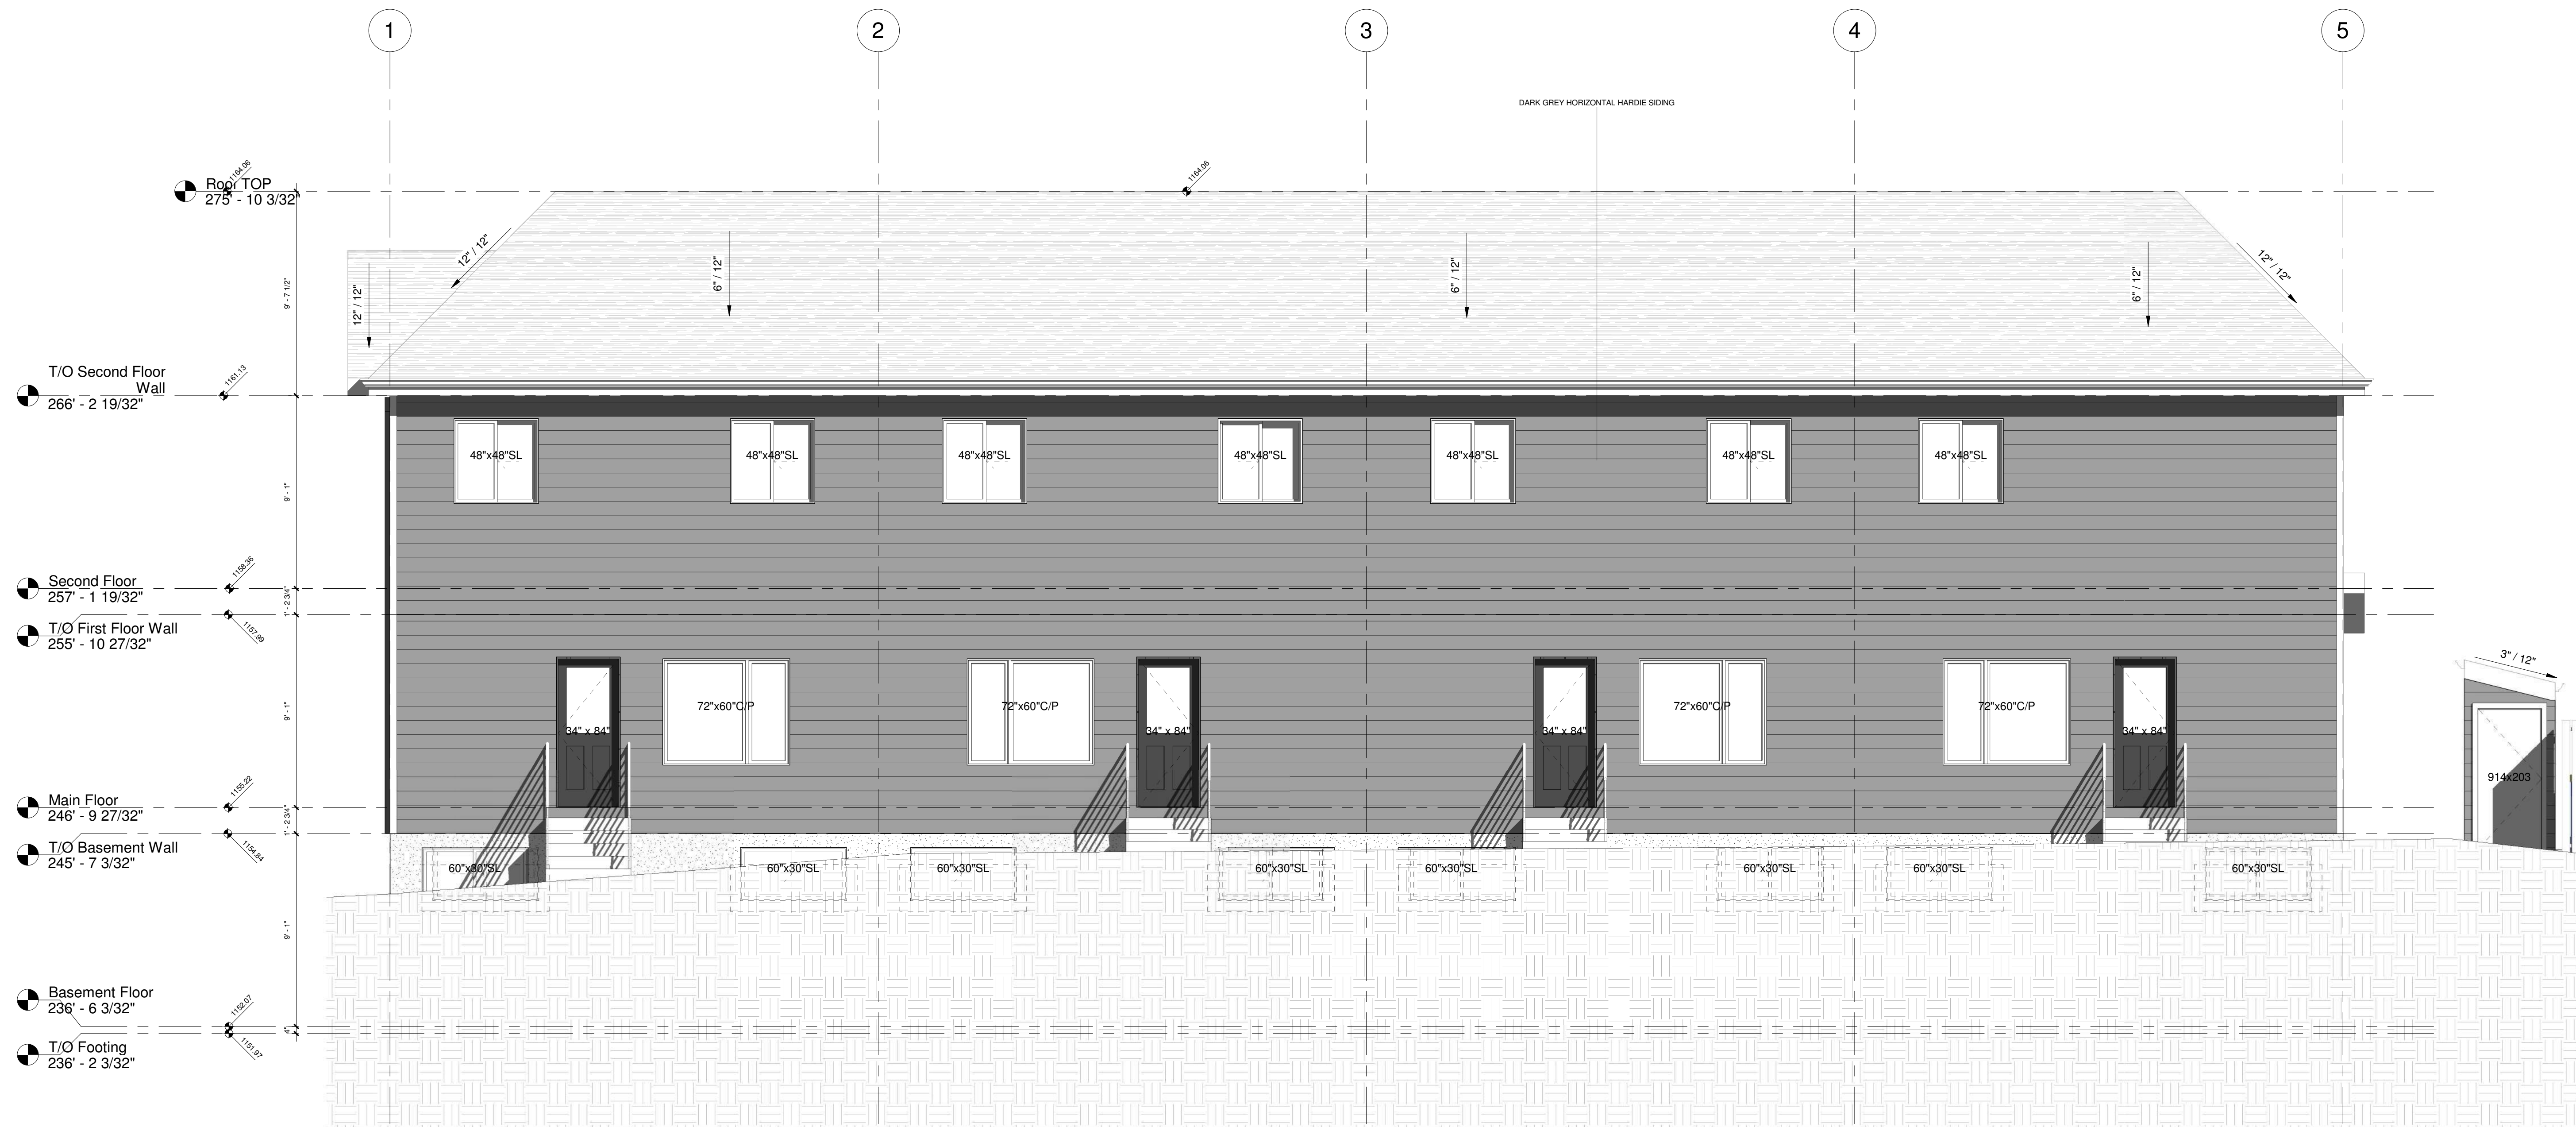 1 2 3 4 5
DARK GREY HORIZONTAL HARDIE SIDING
1164.06 1164.06
Roof TOP
275' - 10 3/32"
12" / 12" 12" / 12" 6" / 12" 6" / 12" 6" / 12" 12" / 12"
9' - 7 1/2"
T/O Second Floor
Wall
266' - 2 19/32"
1161.13
48"x48"SL 48"x48"SL 48"x48"SL 48"x48"SL 48"x48"SL 48"x48"SL 48"x48"SL
9' - 1"
Second Floor
257' - 1 19/32"
1158.36
1' - 2 3/4"
T/O First Floor Wall
255' - 10 27/32"
1157.99
3" / 12"
72"x60"C/P 72"x60"C/P 72"x60"C/P 72"x60"C/P
34" x 84" 34" x 84" 34" x 84" 34" x 84"
9' - 1"
914x203
Main Floor
246' - 9 27/32"
1155.22
1' - 2 3/4"
T/O Basement Wall
245' - 7 3/32"
1154.84
60"x30"SL 60"x30"SL 60"x30"SL 60"x30"SL 60"x30"SL 60"x30"SL 60"x30"SL 60"x30"SL
9' - 1"
Basement Floor
236' - 6 3/32"
1152.07
4"
T/O Footing
236' - 2 3/32"
1151.97